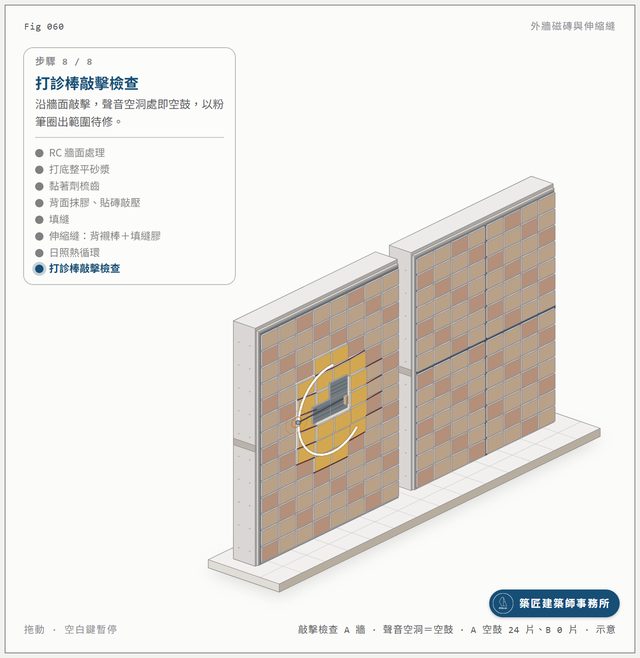 Fig 060
外牆磁磚與伸縮縫
步驟 8 / 8
打診棒敲擊檢查
沿牆面敲擊，聲音空洞處即空鼓，以粉
筆圈出範圍待修。
RC 牆面處理
打底整平砂漿
黏著劑梳齒
背面抹膠、貼磚敲壓
填縫
伸縮縫：背襯棒＋填縫膠
日照熱循環
打診棒敲擊檢查
築匠建築師事務所
拖動 · 空白鍵暫停
敲擊檢查 A 牆 · 聲音空洞＝空鼓 · A 空鼓 24 片、B 0 片 · 示意